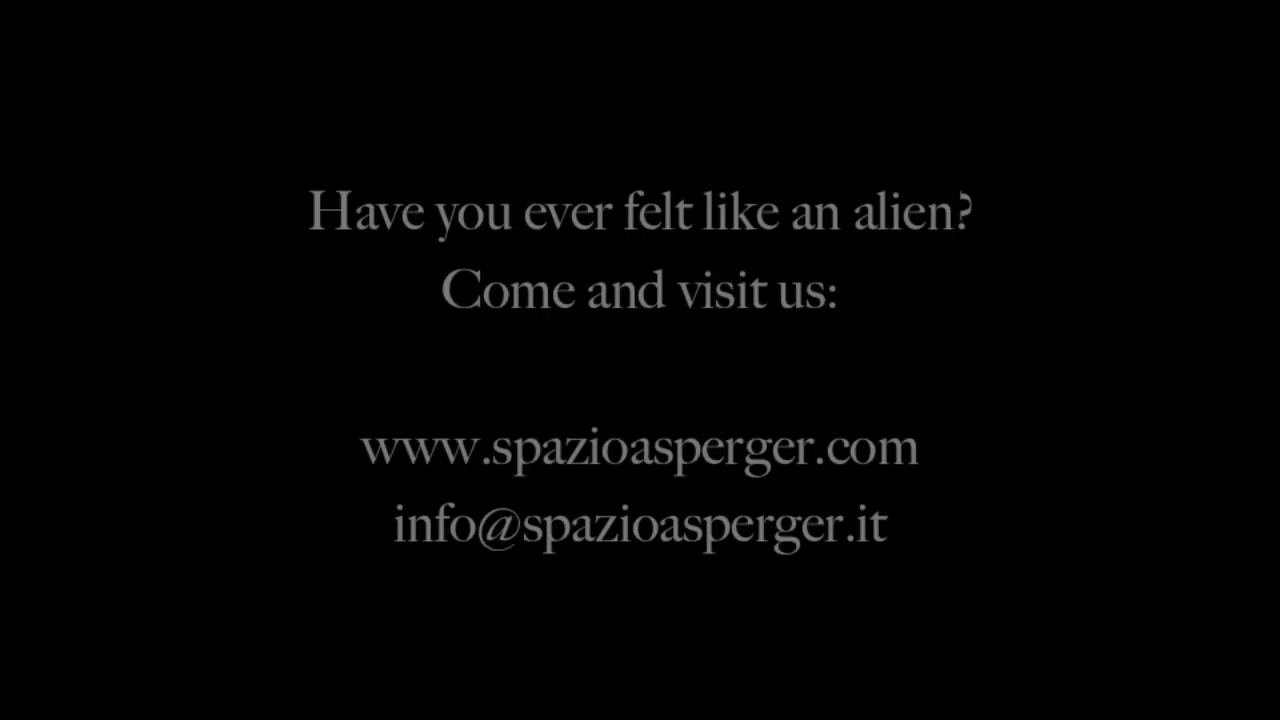 Have you ever felt like an alien?
Come and visit us:
www.spazioasperger.com
info@spazioasperger.it